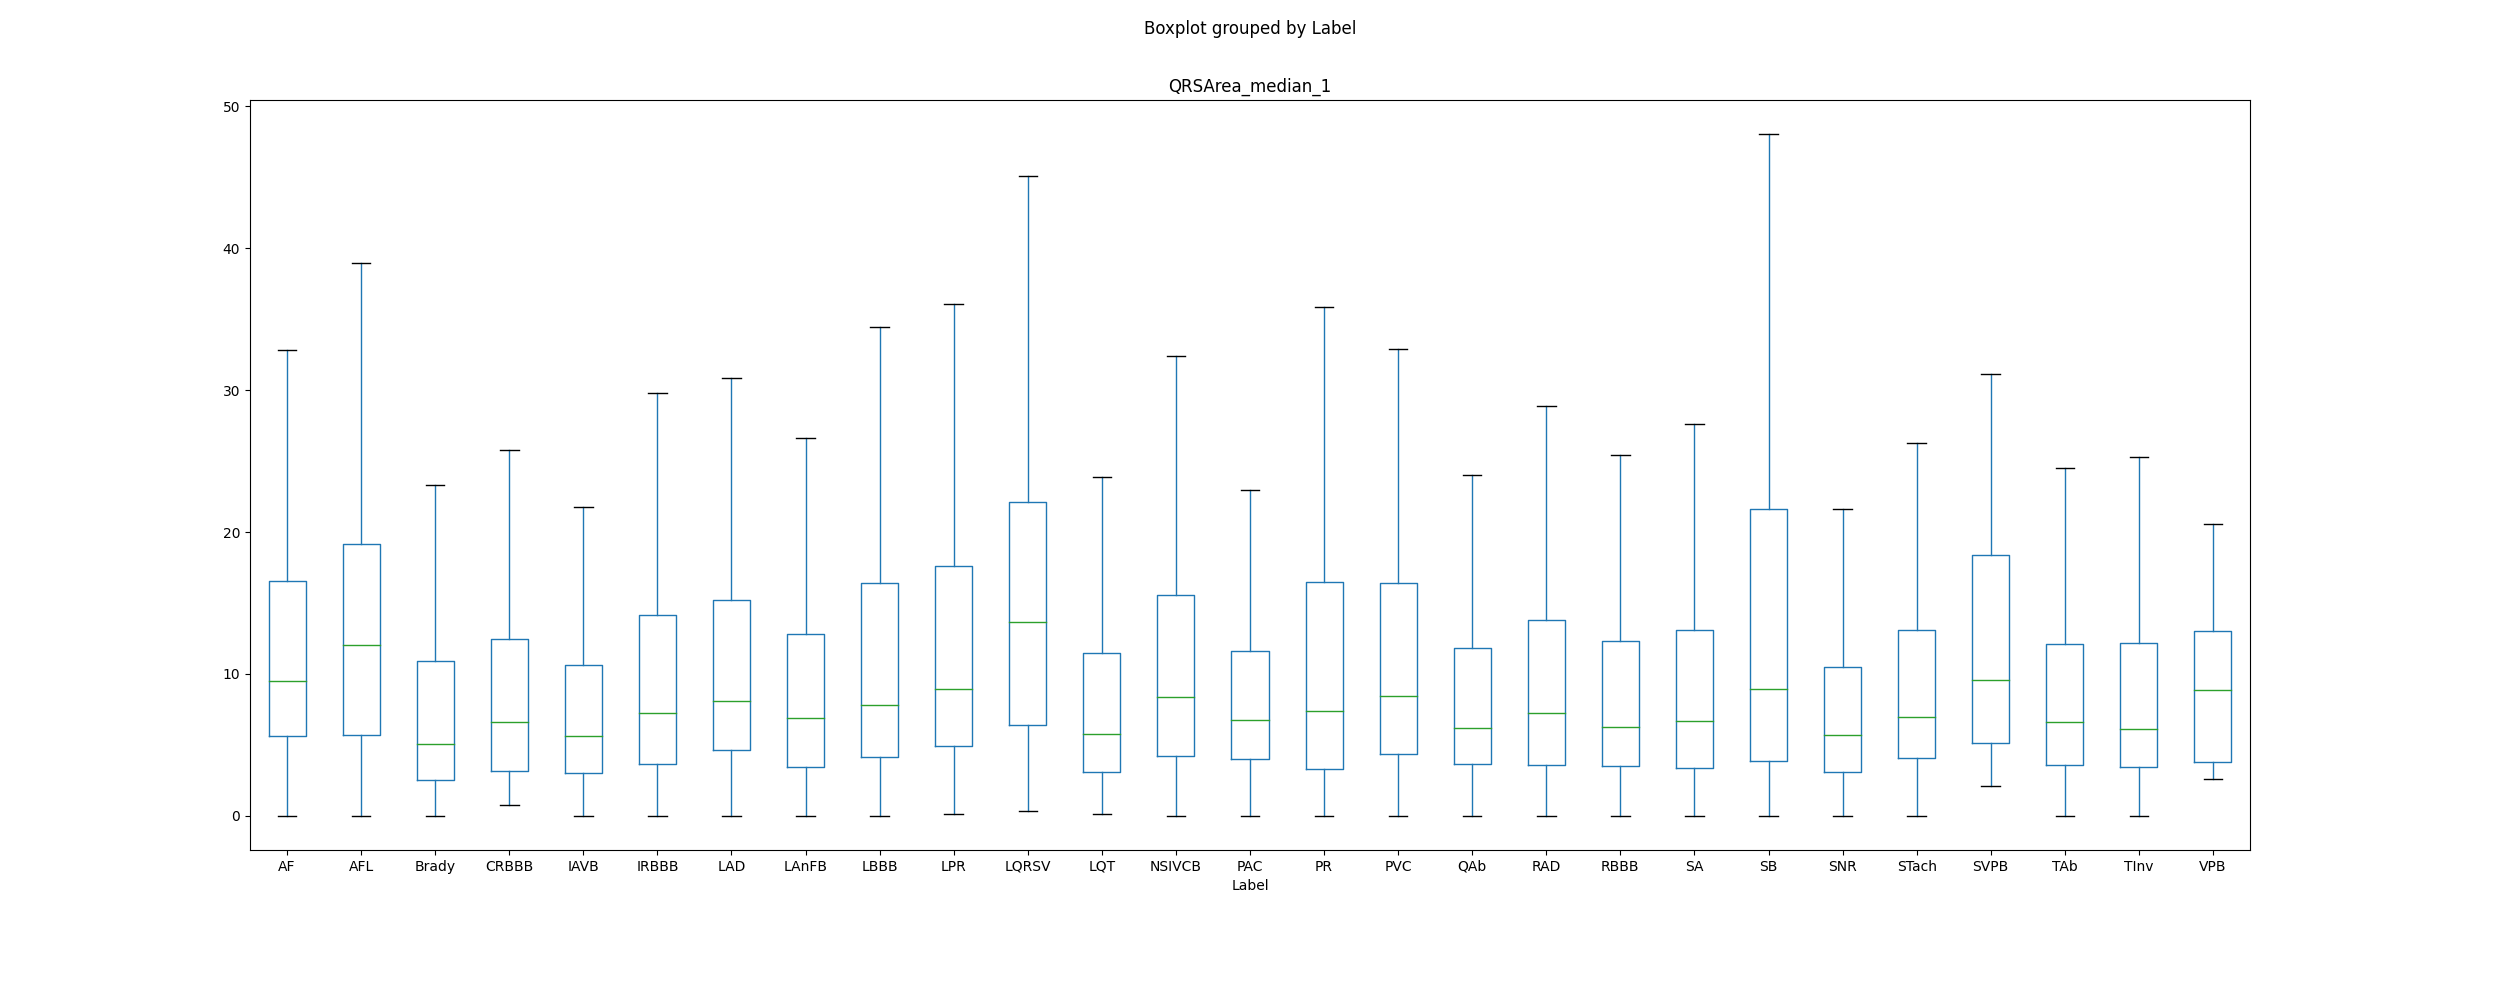 Boxplot grouped by Label
QRSArea_median_1
50
40
30
20
10
0
AF AFL Brady CRBBB IAVB IRBBB LAD LAnFB LBBB LPR LQRSV LQT NSIVCB PAC PR PVC QAb RAD RBBB SA SB SNR STach SVPB TAb TInv VPB
Label